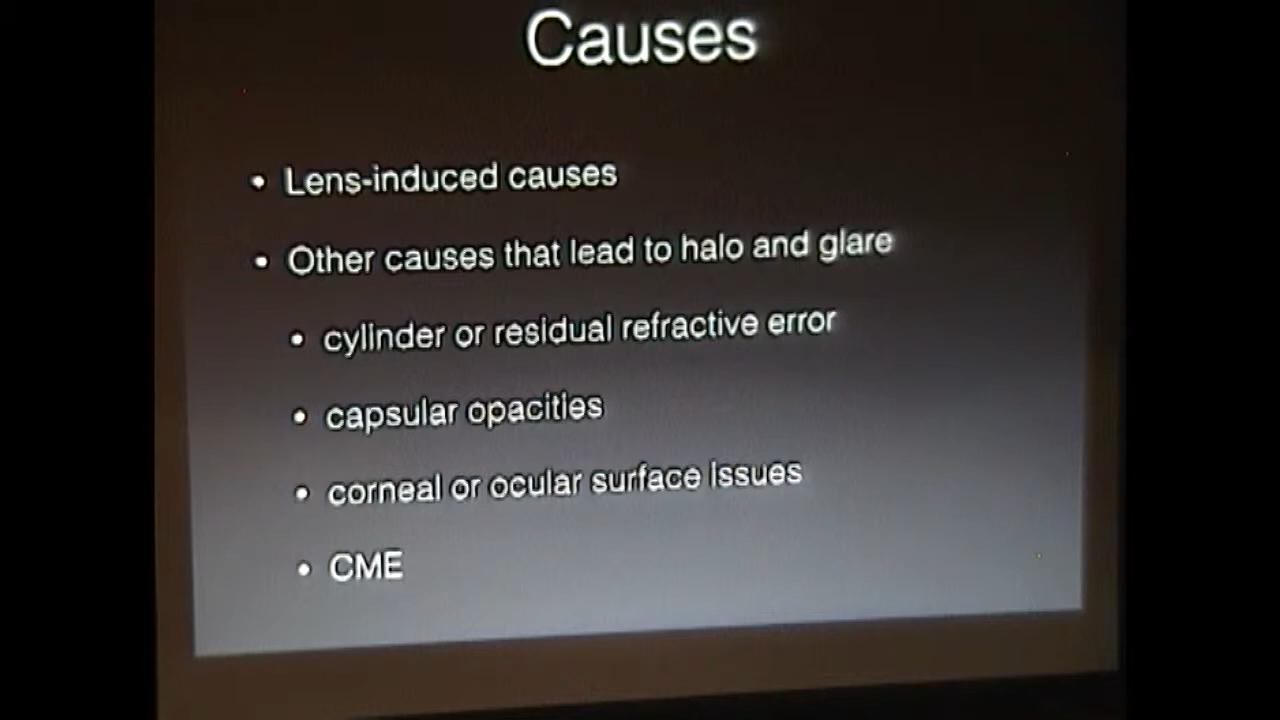 Causes
• Lens-induced causes
• Other causes that lead to halo and glare
• cylinder or residual refractive error
• capsular opacities
• corneal or ocular surface issues
• CME